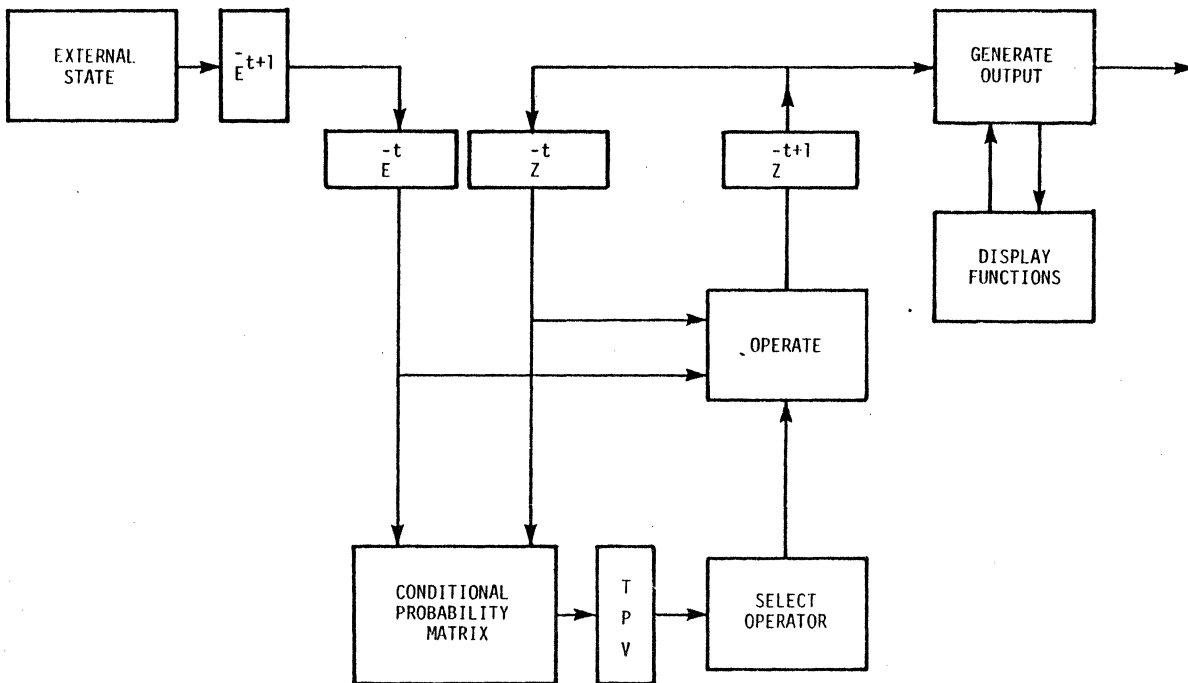 EXTERNAL
STATE
E̅ t+1
GENERATE
OUTPUT
-t
E
-t
Z
-t+1
Z
DISPLAY
FUNCTIONS
OPERATE
CONDITIONAL
PROBABILITY
MATRIX
T
P
V
SELECT
OPERATOR